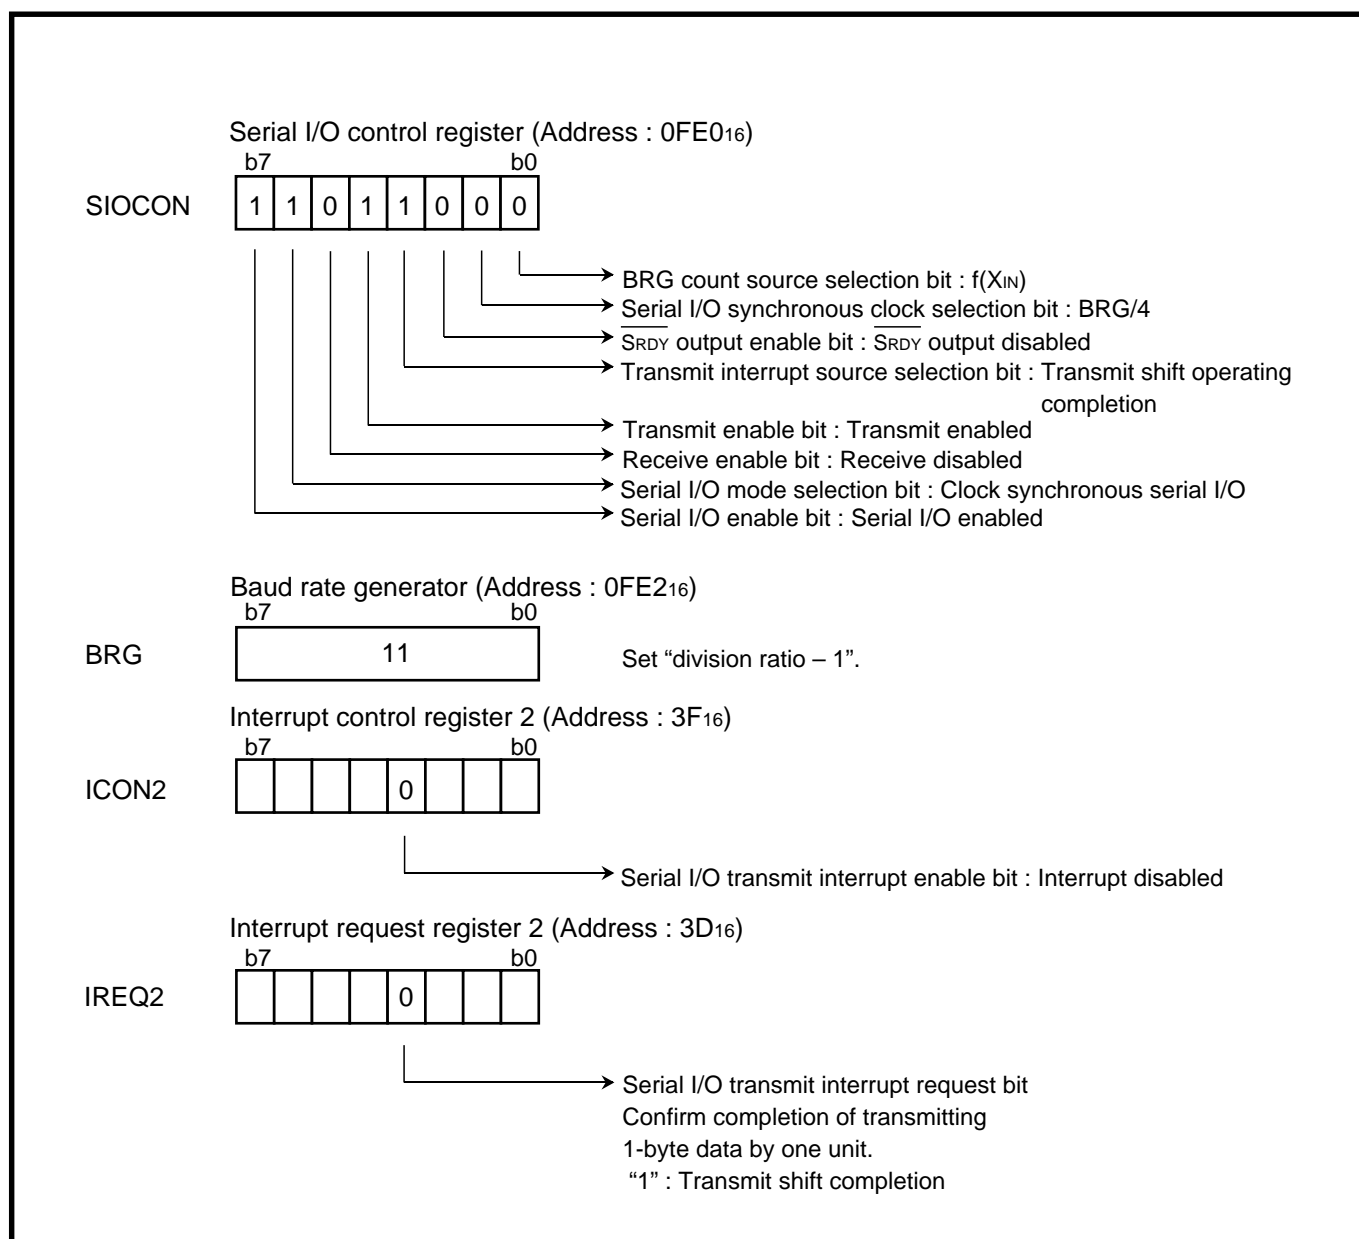 Serial I/O control register (Address : 0FE016)
b7 b0
SIOCON 1 1 0 1 1 0 0 0
BRG count source selection bit : f(XIN)
Serial I/O synchronous clock selection bit : BRG/4
SRDY output enable bit : SRDY output disabled
Transmit interrupt source selection bit : Transmit shift operating
completion
Transmit enable bit : Transmit enabled
Receive enable bit : Receive disabled
Serial I/O mode selection bit : Clock synchronous serial I/O
Serial I/O enable bit : Serial I/O enabled
Baud rate generator (Address : 0FE216)
b7 b0
BRG 11 Set “division ratio – 1”.
Interrupt control register 2 (Address : 3F16)
b7 b0
ICON2 0
Serial I/O transmit interrupt enable bit : Interrupt disabled
Interrupt request register 2 (Address : 3D16)
b7 b0
IREQ2 0
Serial I/O transmit interrupt request bit
Confirm completion of transmitting
1-byte data by one unit.
“1” : Transmit shift completion